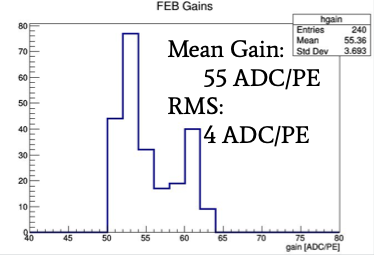 FEB Gains
hgain
Entries 240
Mean 55.36
Std Dev 3.693
Mean Gain:
55 ADC/PE
RMS:
4 ADC/PE
80
70
60
50
40
30
20
10
0
40 45 50 55 60 65 70 75 80
gain [ADC/PE]